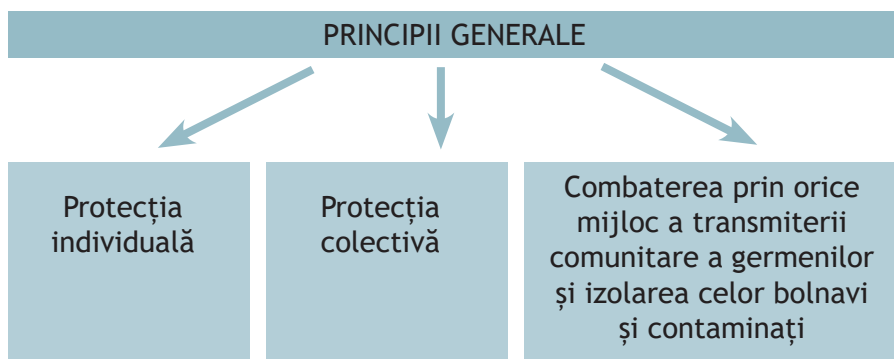 PRINCIPII GENERALE
Protecția
individuală
Protecția
colectivă
Combaterea prin orice
mijloc a transmiterii
comunitare a germenilor
și izolarea celor bolnavi
și contaminați